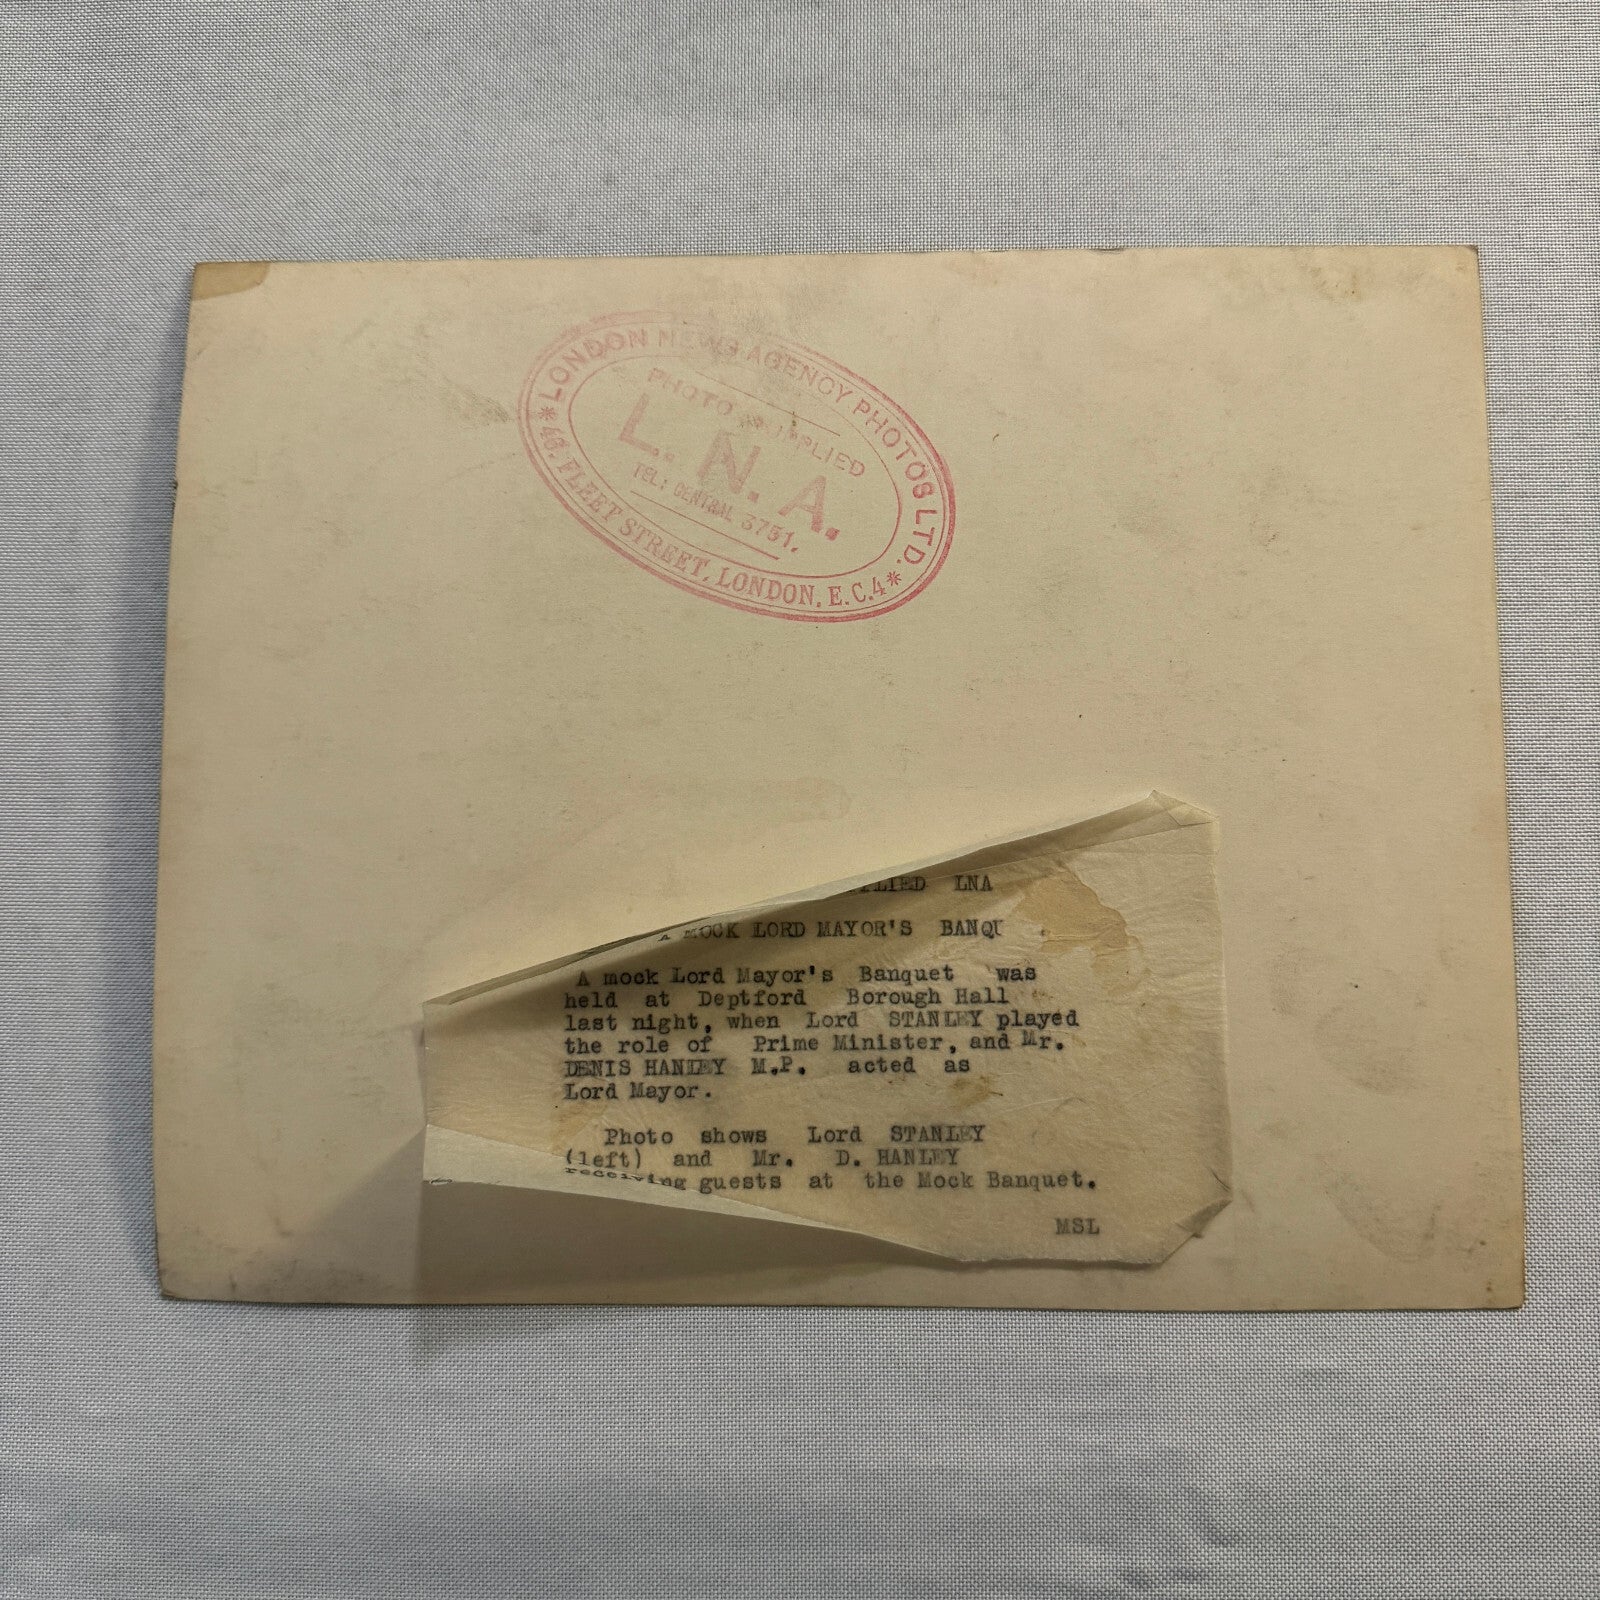 *LONDON NEWS AGENCY PHOTOS LTD.*
PHOTO SUPPLIED
L. N. A.
TEL: CENTRAL 3751.
46, FLEET STREET, LONDON, E.C.4
LNA
A MOCK LORD MAYOR'S
A mock Lord Mayor's Banquet was
held at Deptford Borough Hall
last night, when Lord STANLEY played
the role of Prime Minister, and Mr.
DENIS HANLEY M.P. acted as
Lord Mayor.
Photo shows Lord STANLEY
(left) and Mr. D. HANLEY
receiving guests at the Mock Banquet.
MSL